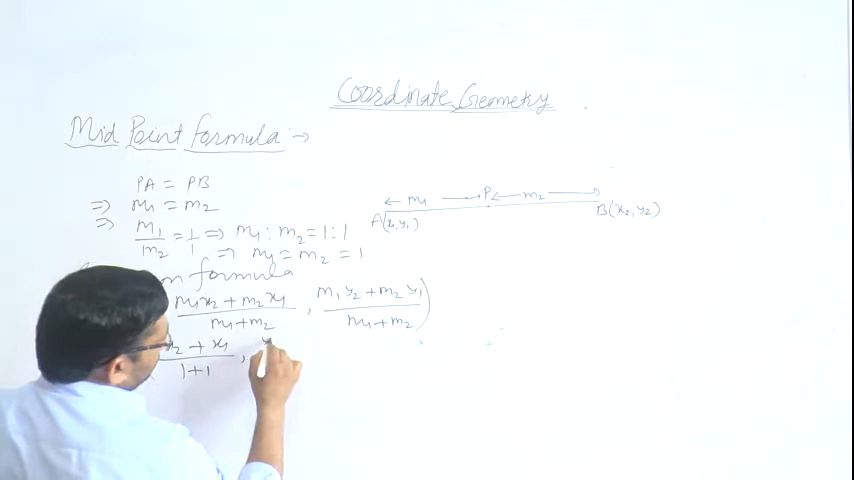 Coordinate Geometry
Mid Point formula →
PA = PB
⇒ m1 = m2
⇒ m1/m2 = 1/1 ⇒ m1 : m2 = 1 : 1
⇒ m1 = m2 = 1
← m1 → P ← m2 →
A(x1,y1) B(x2,y2)
formula
m1x2 + m2x1 / m1+m2 , m1y2 + m2y1 / m1+m2 )
x2 + x1 / 1+1 ,